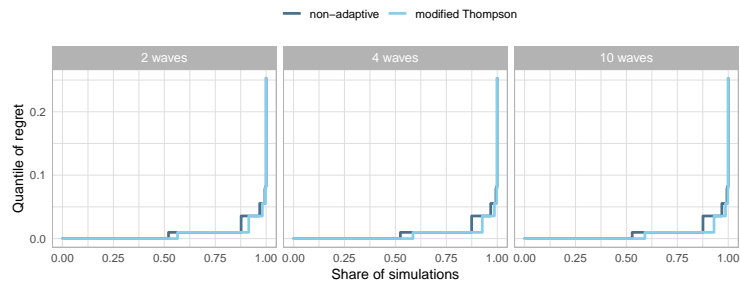 non−adaptive modified Thompson
2 waves 4 waves 10 waves
Quantile of regret
0.2
0.1
0.0
0.00 0.25 0.50 0.75 1.00 0.00 0.25 0.50 0.75 1.00 0.00 0.25 0.50 0.75 1.00
Share of simulations